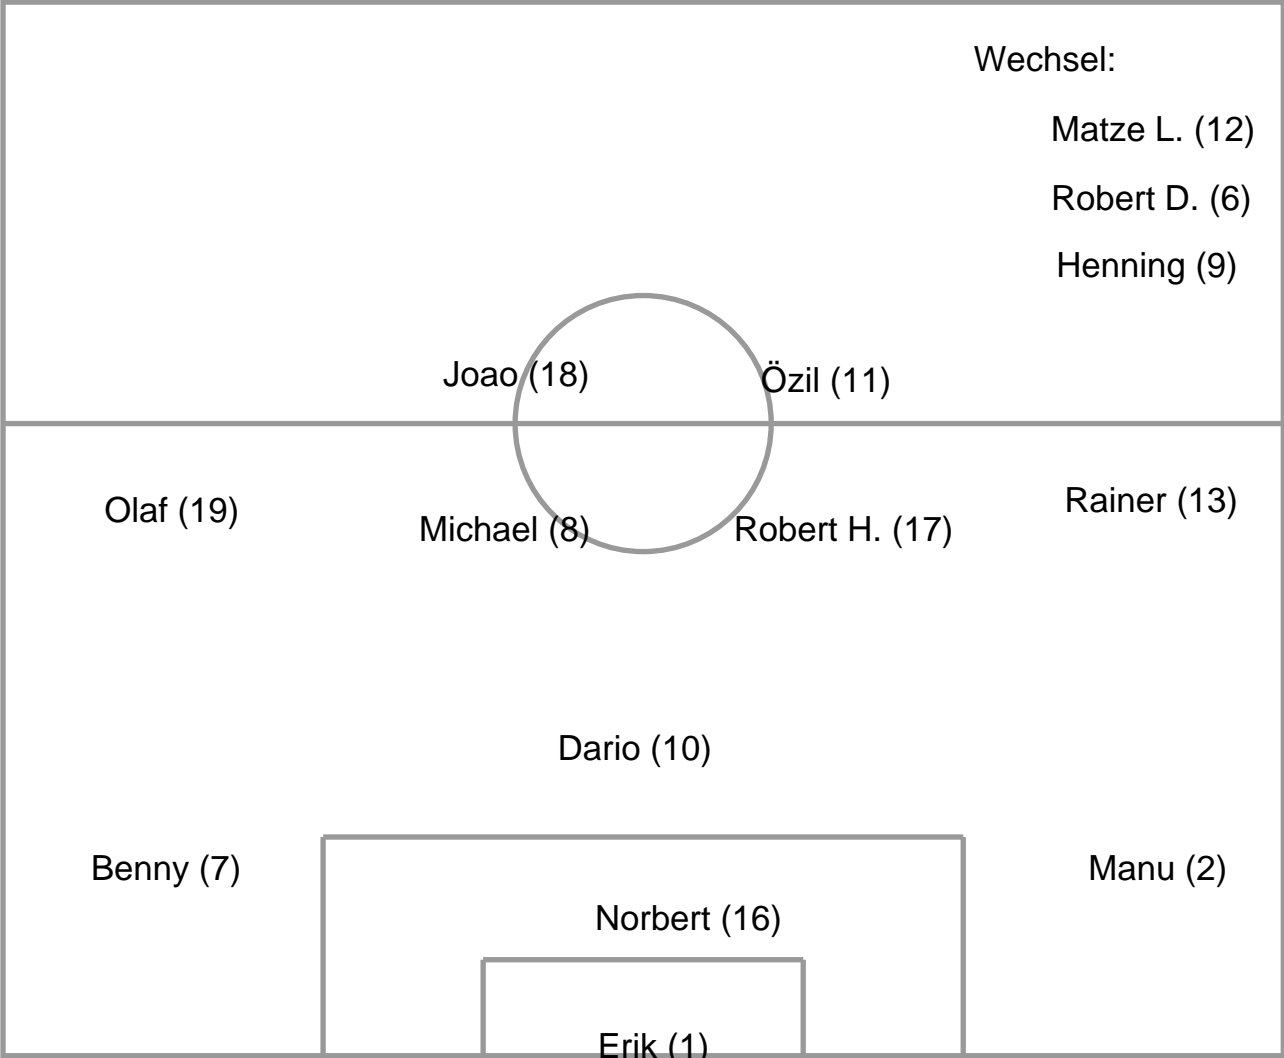 Wechsel:
Matze L. (12)
Robert D. (6)
Henning (9)
Joao (18)
Özil (11)
Olaf (19)
Rainer (13)
Michael (8)
Robert H. (17)
Dario (10)
Benny (7)
Manu (2)
Norbert (16)
Erik (1)